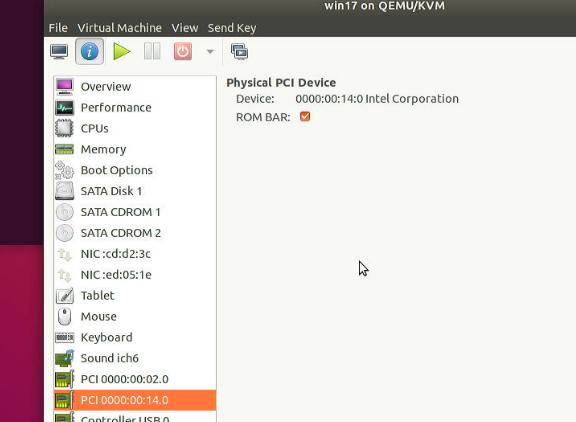 win17 on QEMU/KVM
File Virtual Machine View Send Key
Overview
Performance
CPUs
Memory
Boot Options
SATA Disk 1
SATA CDROM 1
SATA CDROM 2
NIC :cd:d2:3c
NIC :ed:05:1e
Tablet
Mouse
Keyboard
Sound ich6
PCI 0000:00:02.0
PCI 0000:00:14.0
Controller USB 0
Physical PCI Device
Device: 0000:00:14:0 Intel Corporation
ROM BAR: